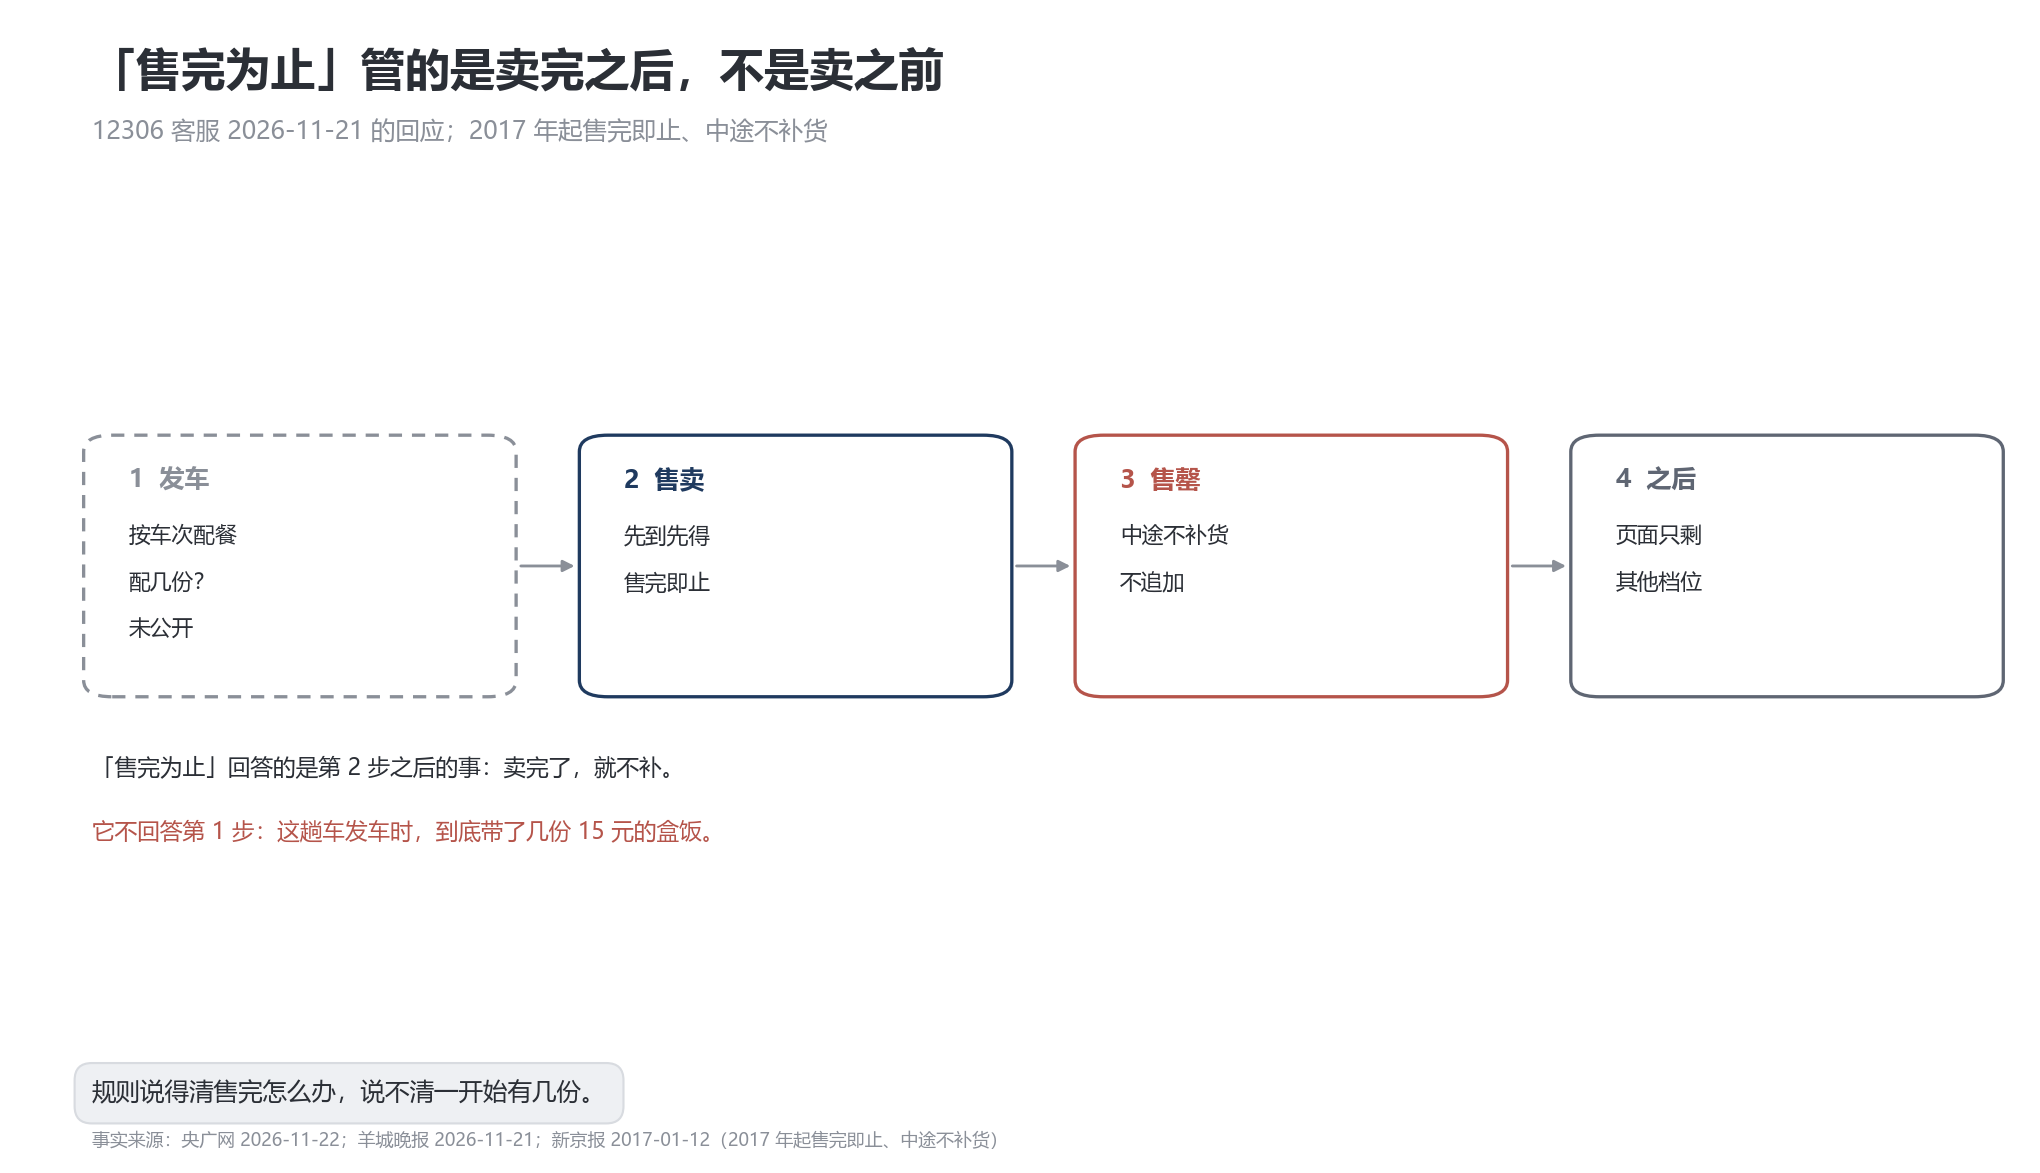 「售完为止」管的是卖完之后，不是卖之前
12306 客服 2026-11-21 的回应；2017 年起售完即止、中途不补货
1 发车
按车次配餐
配几份？
未公开
2 售卖
先到先得
售完即止
3 售罄
中途不补货
不追加
4 之后
页面只剩
其他档位
「售完为止」回答的是第 2 步之后的事：卖完了，就不补。
它不回答第 1 步：这趟车发车时，到底带了几份 15 元的盒饭。
规则说得清售完怎么办，说不清一开始有几份。
事实来源：央广网 2026-11-22；羊城晚报 2026-11-21；新京报 2017-01-12（2017 年起售完即止、中途不补货）